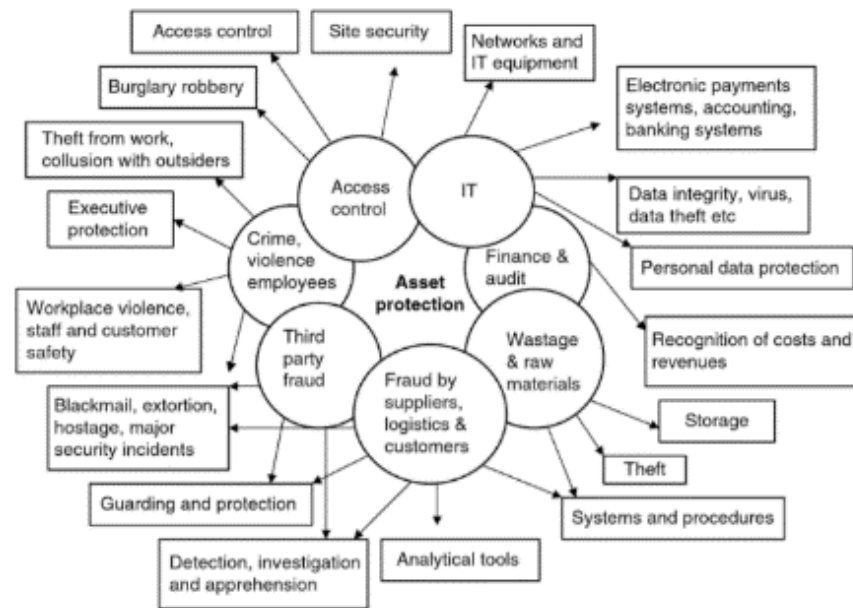 Access control
Site security
Networks and
IT equipment
Burglary robbery
Electronic payments
systems, accounting,
banking systems
Theft from work,
collusion with outsiders
Access
control
IT
Executive
protection
Data integrity, virus,
data theft etc
Crime,
violence
employees
Finance &
audit
Personal data protection
Asset
protection
Workplace violence,
staff and customer
safety
Third
party
fraud
Wastage
& raw
materials
Recognition of costs and
revenues
Fraud by
suppliers,
logistics &
customers
Blackmail, extortion,
hostage, major
security incidents
Storage
Theft
Guarding and protection
Systems and procedures
Detection, investigation
and apprehension
Analytical tools